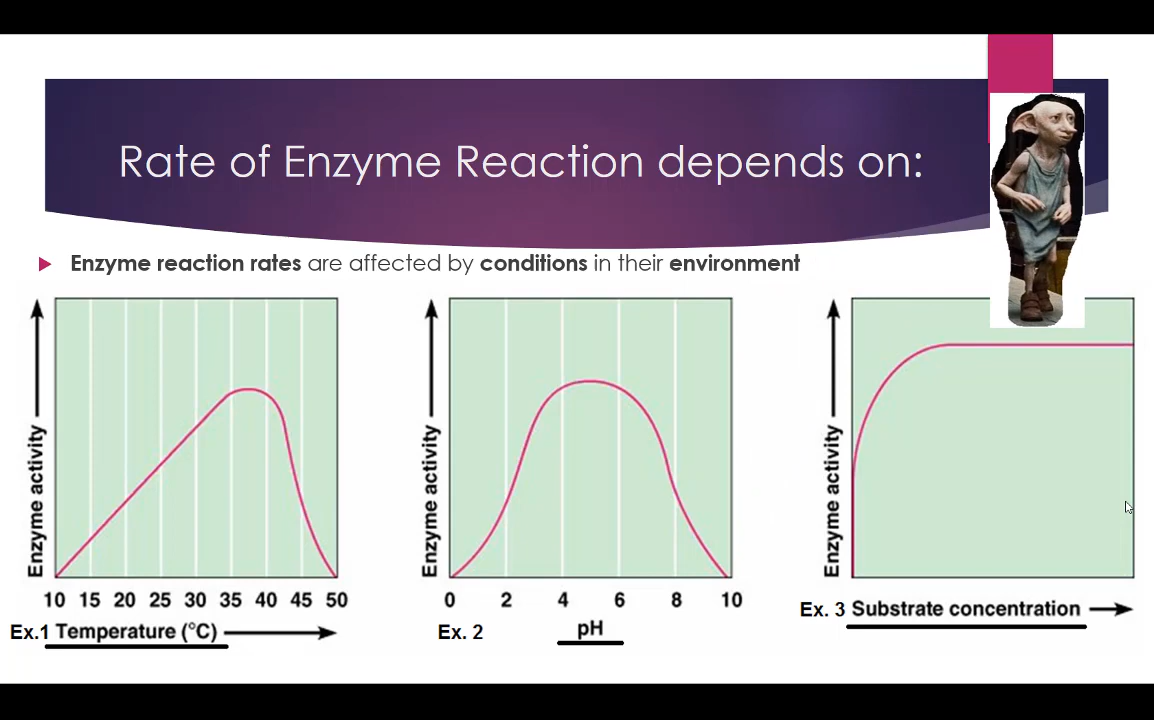 Rate of Enzyme Reaction depends on:
Enzyme reaction rates are affected by conditions in their environment
Enzyme activity
10 15 20 25 30 35 40 45 50
Ex.1 Temperature (°C)
Enzyme activity
0 2 4 6 8 10
Ex. 2 pH
Enzyme activity
Ex. 3 Substrate concentration